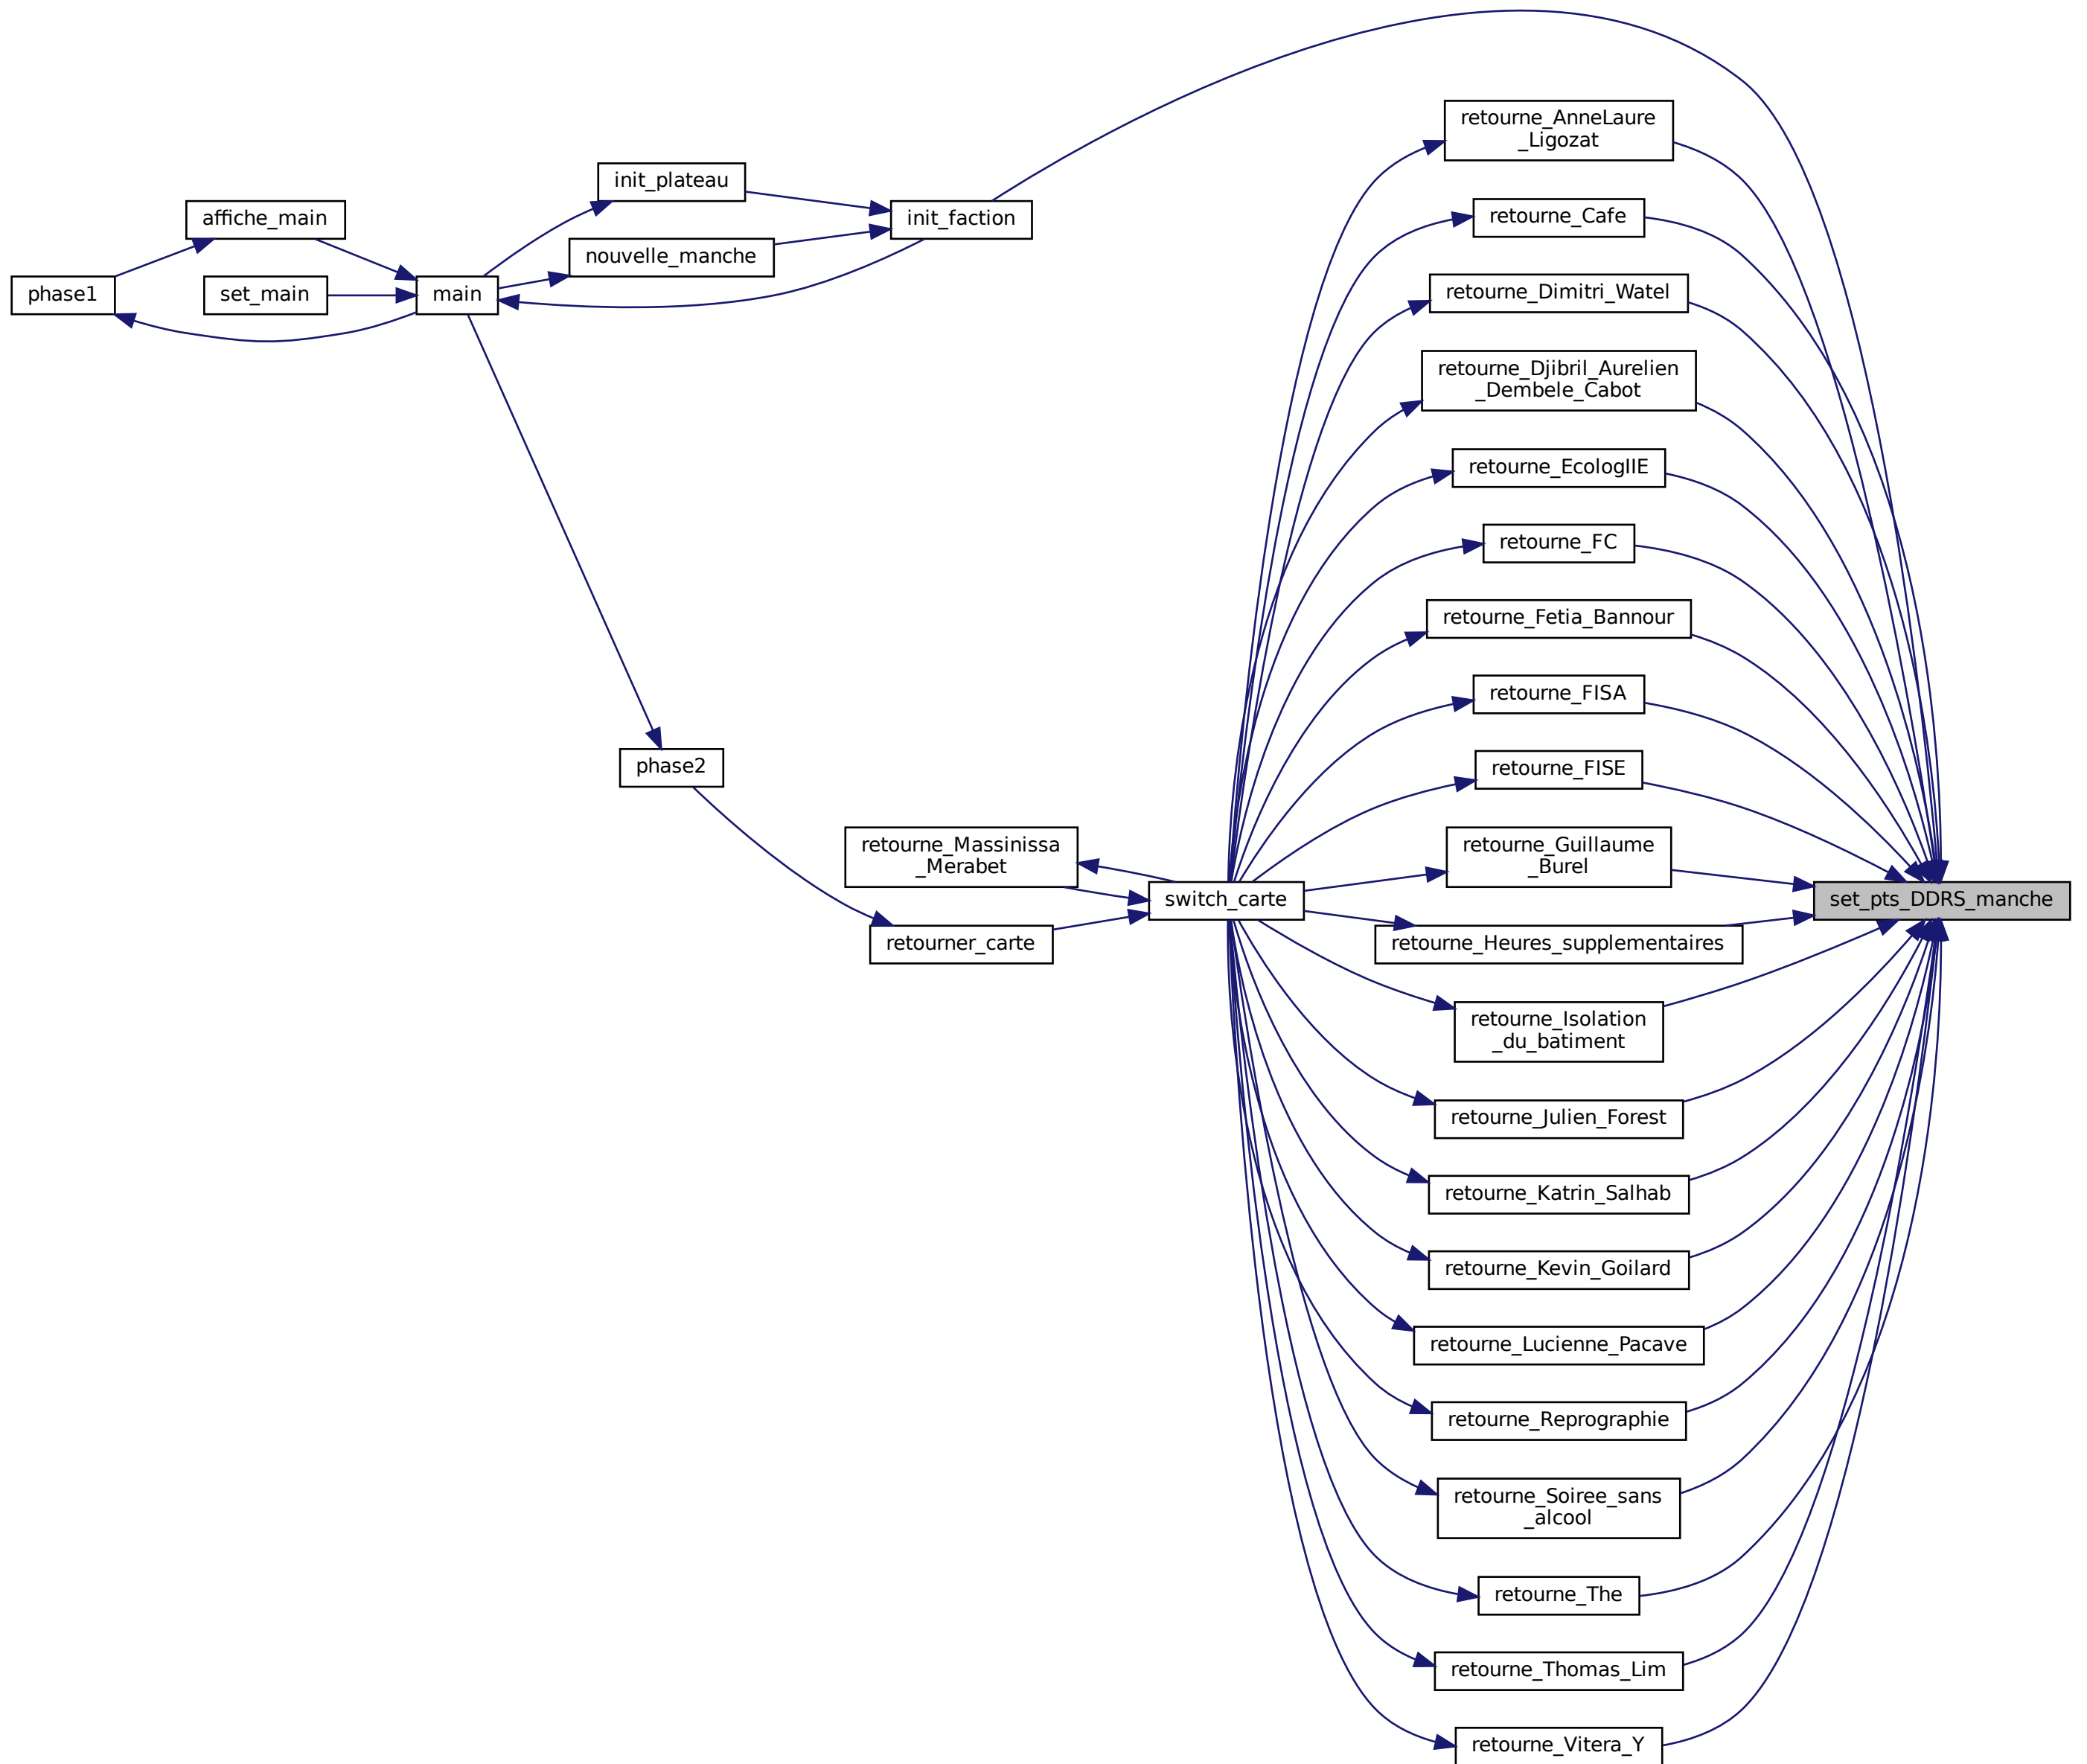 phase1
affiche_main
set_main
main
init_plateau
nouvelle_manche
init_faction
phase2
retourne_Massinissa
_Merabet
retourner_carte
switch_carte
retourne_AnneLaure
_Ligozat
retourne_Cafe
retourne_Dimitri_Watel
retourne_Djibril_Aurelien
_Dembele_Cabot
retourne_EcologIIE
retourne_FC
retourne_Fetia_Bannour
retourne_FISA
retourne_FISE
retourne_Guillaume
_Burel
retourne_Heures_supplementaires
retourne_Isolation
_du_batiment
retourne_Julien_Forest
retourne_Katrin_Salhab
retourne_Kevin_Goilard
retourne_Lucienne_Pacave
retourne_Reprographie
retourne_Soiree_sans
_alcool
retourne_The
retourne_Thomas_Lim
retourne_Vitera_Y
set_pts_DDRS_manche